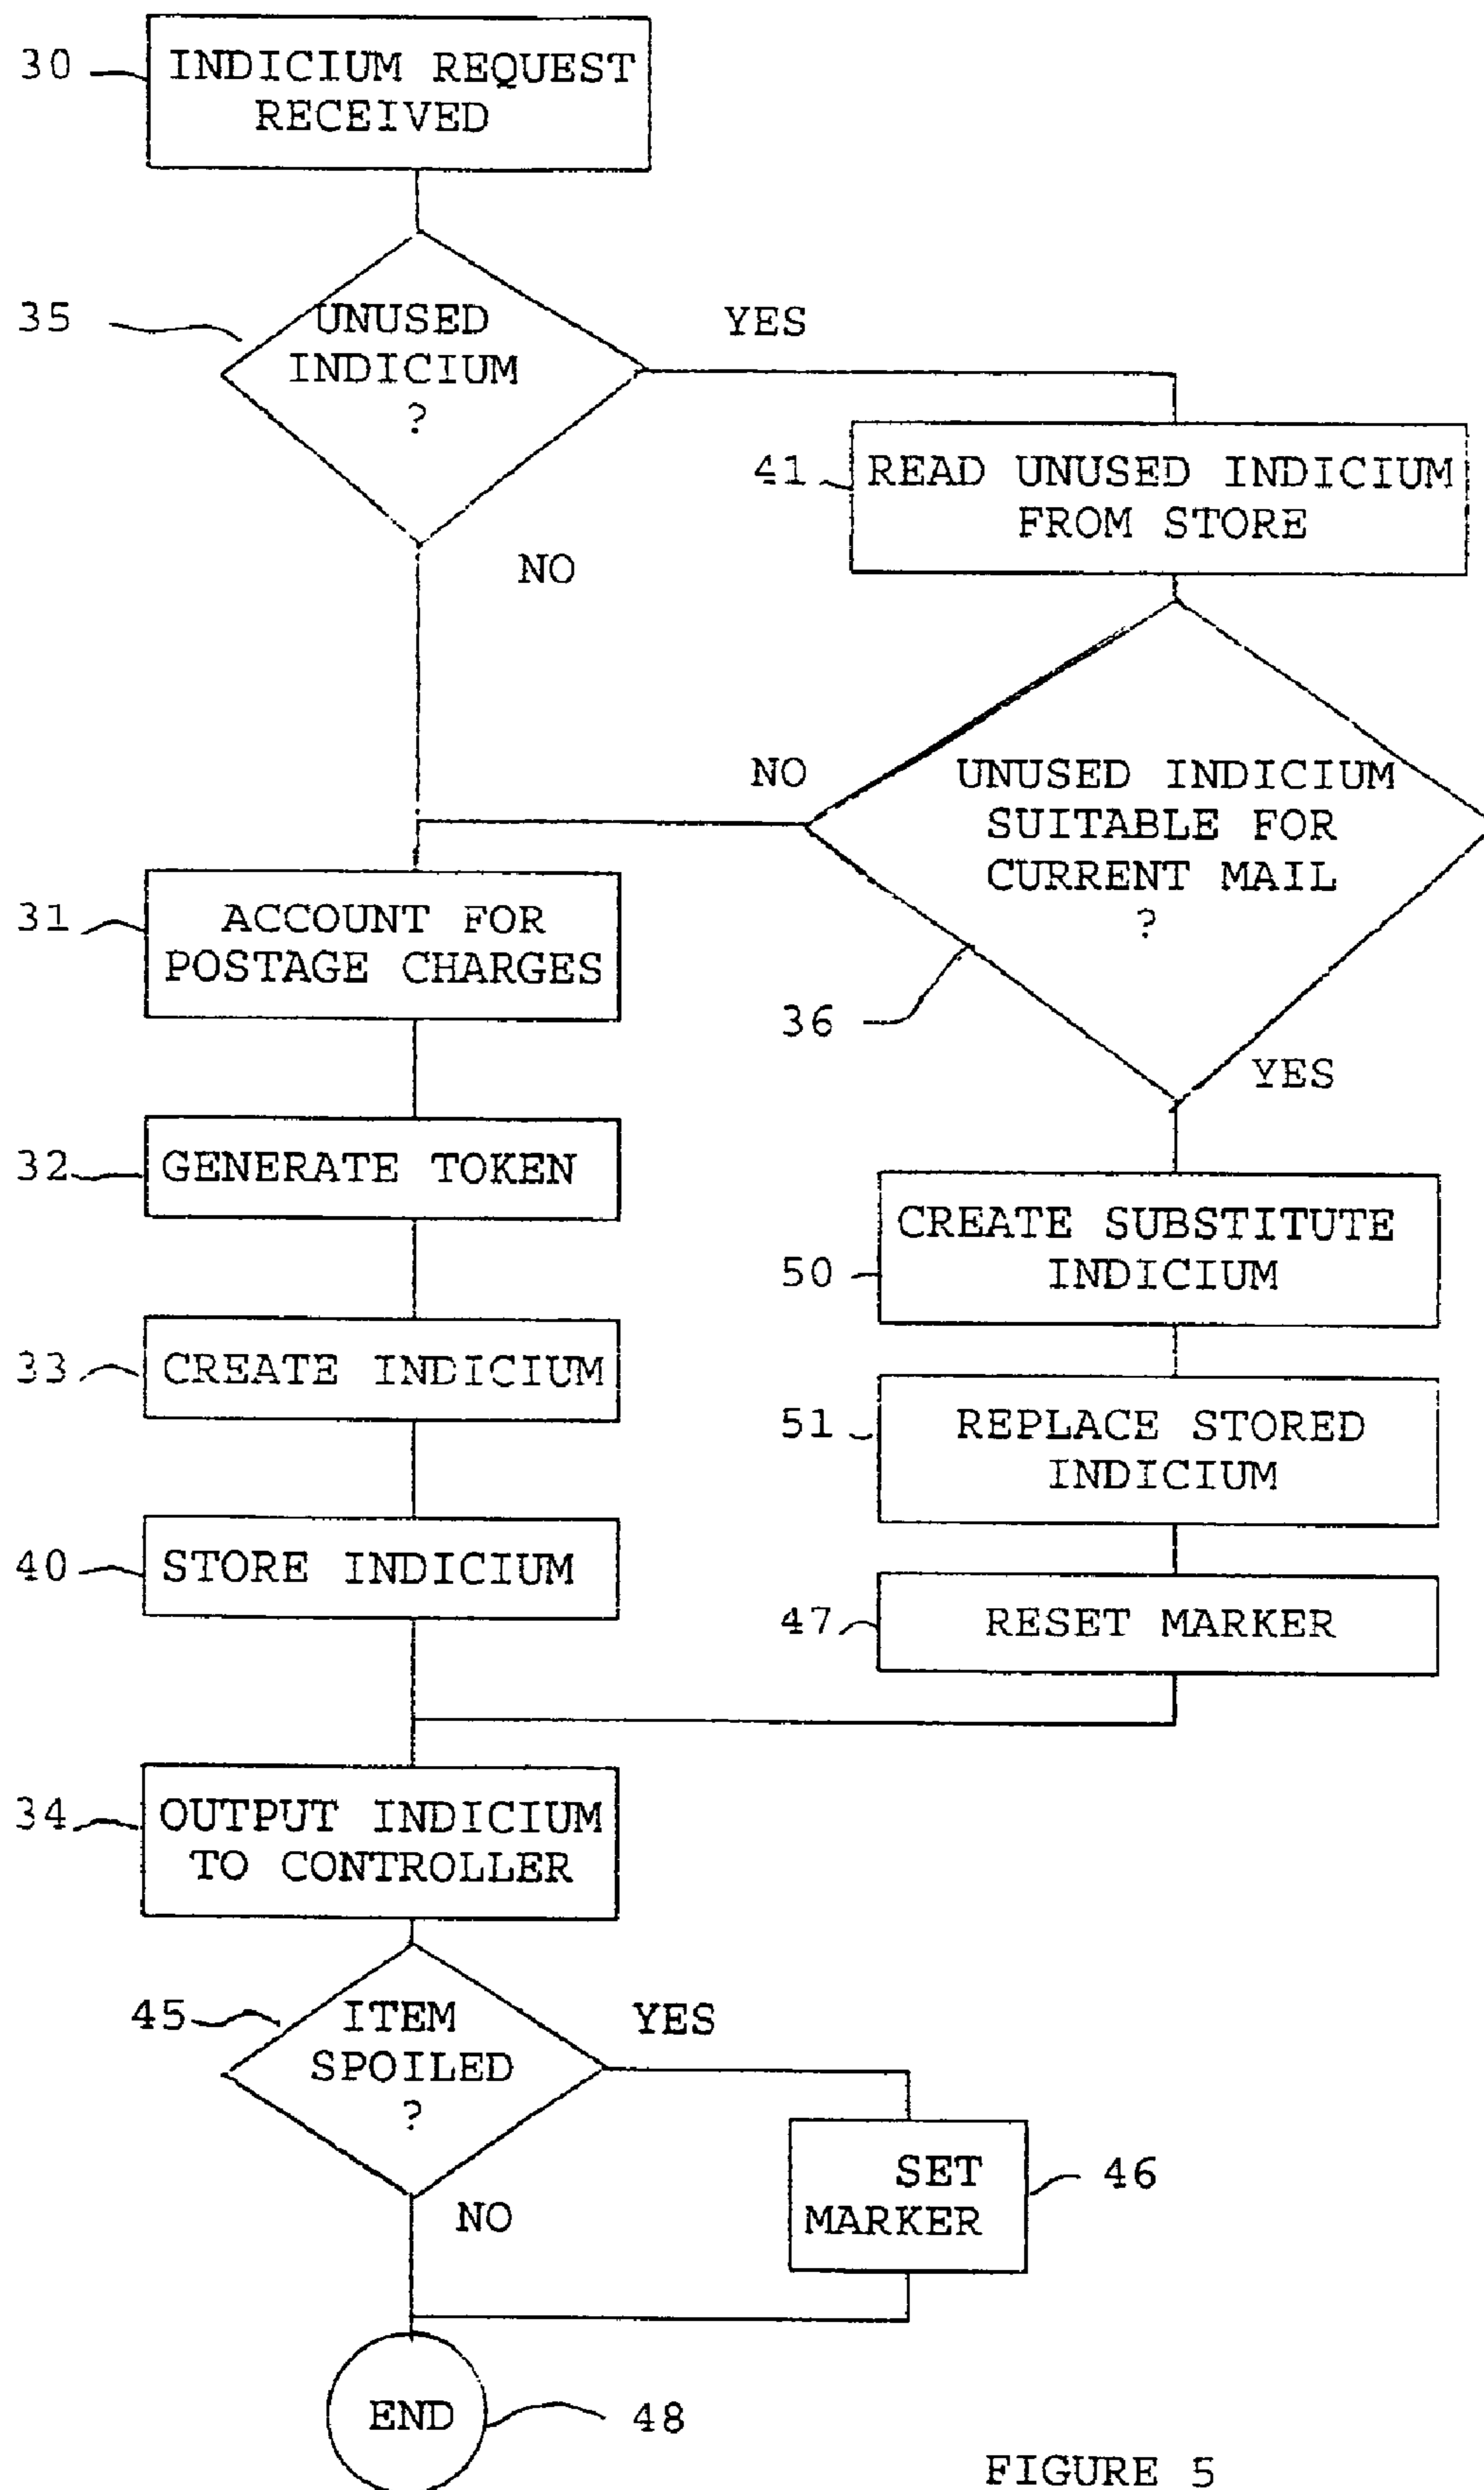 30
INDICIUM REQUEST
RECEIVED
35
UNUSED
INDICIUM
?
YES
NO
41
READ UNUSED INDICIUM
FROM STORE
NO
UNUSED INDICIUM
SUITABLE FOR
CURRENT MAIL
?
36
YES
31
ACCOUNT FOR
POSTAGE CHARGES
32
GENERATE TOKEN
50
CREATE SUBSTITUTE
INDICIUM
33
CREATE INDICIUM
51
REPLACE STORED
INDICIUM
40
STORE INDICIUM
47
RESET MARKER
34
OUTPUT INDICIUM
TO CONTROLLER
45
ITEM
SPOILED
?
YES
NO
SET
MARKER
46
END
48
FIGURE 5